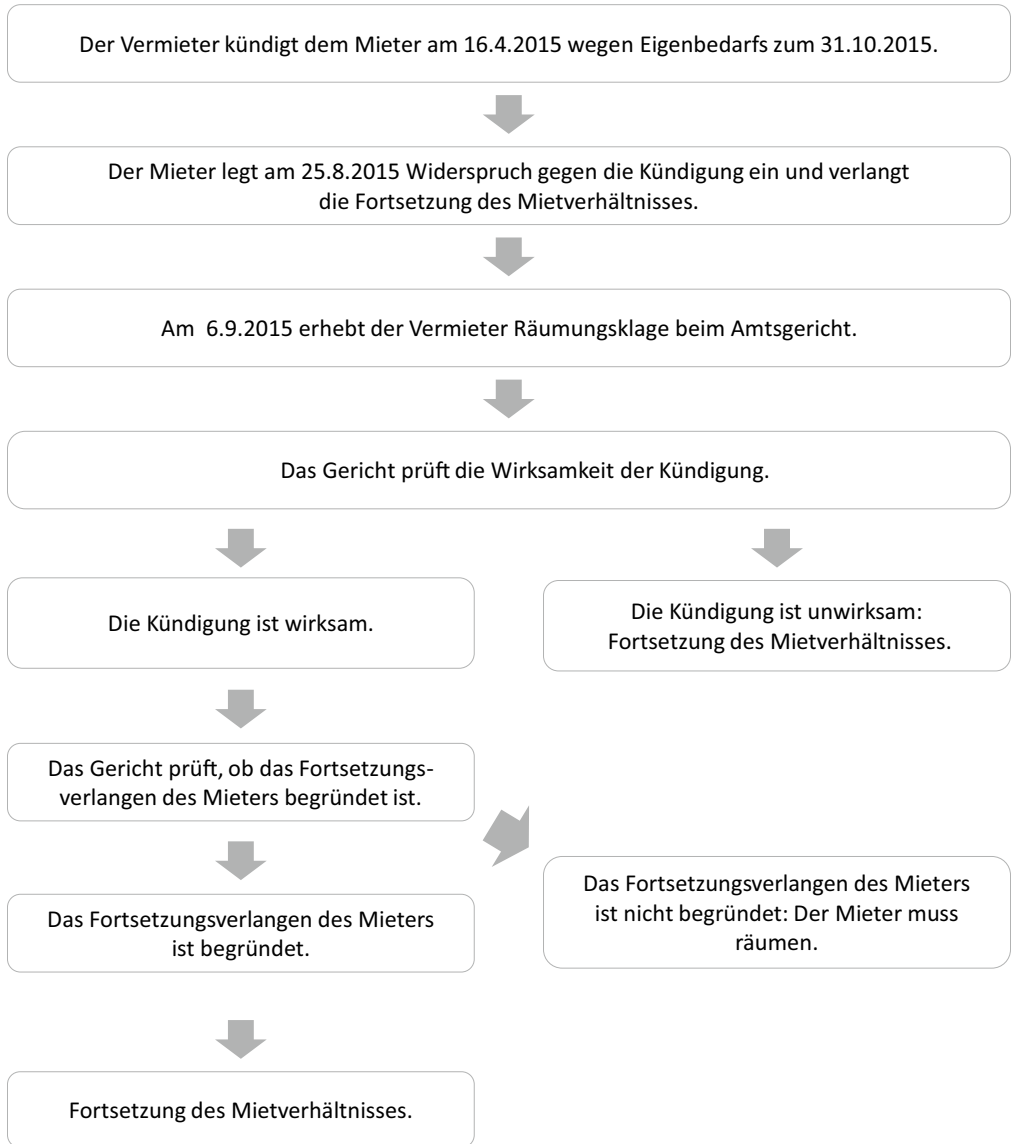 Der Vermieter kündigt dem Mieter am 16.4.2015 wegen Eigenbedarfs zum 31.10.2015.
Der Mieter legt am 25.8.2015 Widerspruch gegen die Kündigung ein und verlangt
die Fortsetzung des Mietverhältnisses.
Am 6.9.2015 erhebt der Vermieter Räumungsklage beim Amtsgericht.
Das Gericht prüft die Wirksamkeit der Kündigung.
Die Kündigung ist wirksam.
Die Kündigung ist unwirksam:
Fortsetzung des Mietverhältnisses.
Das Gericht prüft, ob das Fortsetzungs-
verlangen des Mieters begründet ist.
Das Fortsetzungsverlangen des Mieters
ist begründet.
Das Fortsetzungsverlangen des Mieters
ist nicht begründet: Der Mieter muss
räumen.
Fortsetzung des Mietverhältnisses.